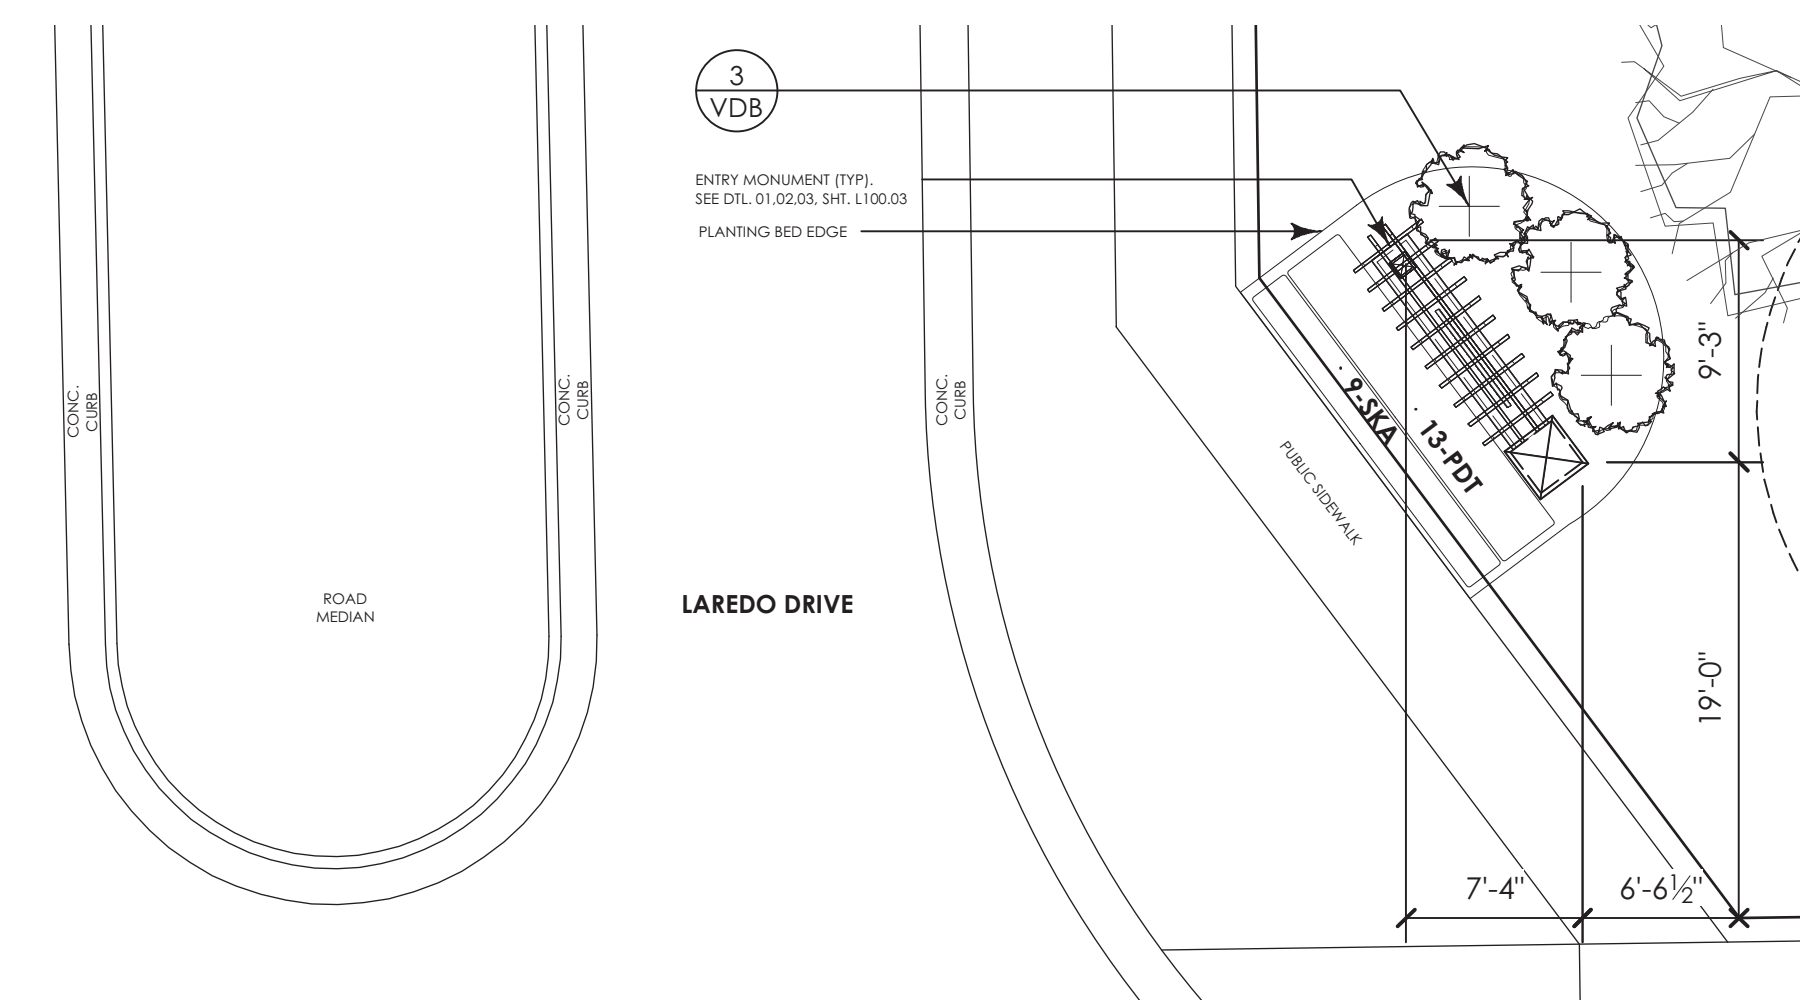 3
VDB
ENTRY MONUMENT (TYP).
SEE DTL. 01,02,03, SHT. L100.03
PLANTING BED EDGE
CONC.
CURB
CONC.
CURB
CONC.
CURB
9-SKA
13-PDT
PUBLIC SIDEWALK
9'-3"
ROAD
MEDIAN
LAREDO DRIVE
19'-0"
7'-4"
6'-6½"